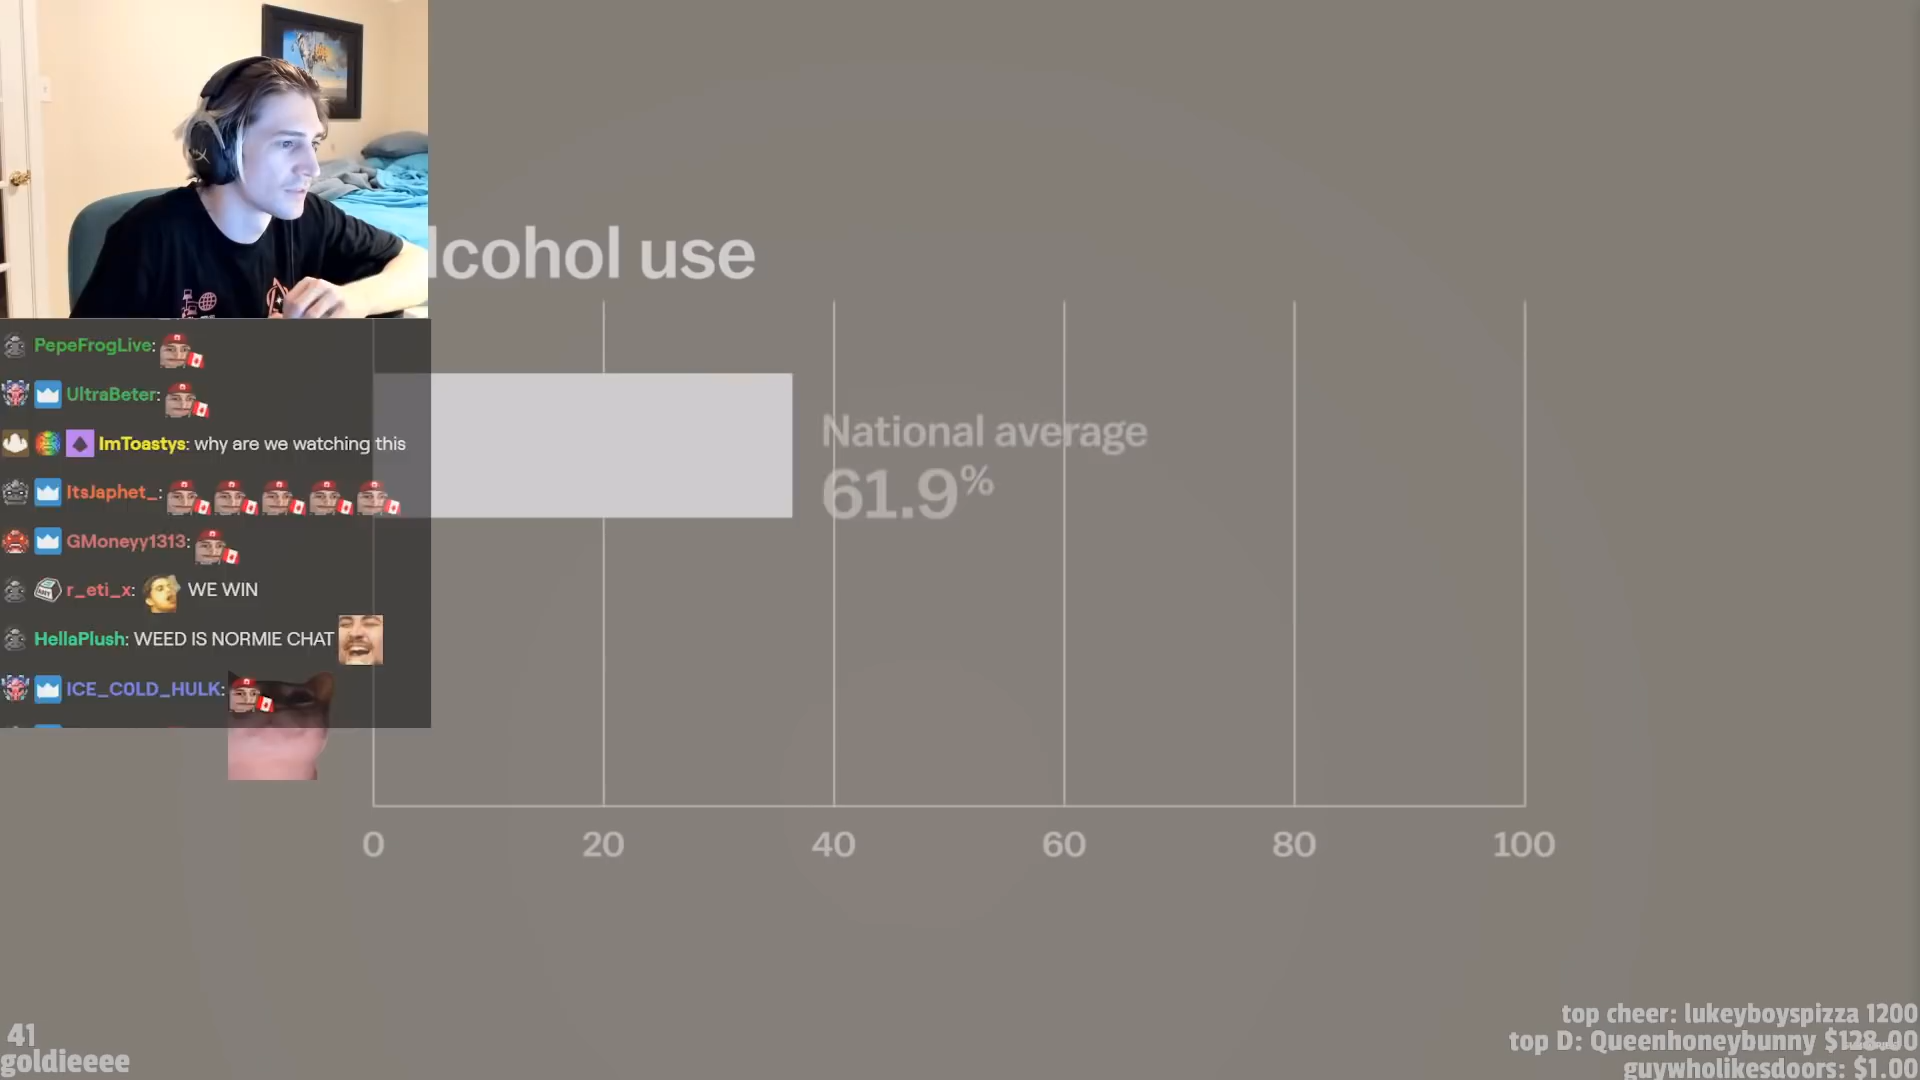 lcohol use
PepeFrogLive:
UltraBeter:
ImToastys: why are we watching this
ItsJaphet_:
GMoneyy1313:
r_eti_x: WE WIN
HellaPlush: WEED IS NORMIE CHAT
ICE_COLD_HULK:
National average
61.9%
0 20 40 60 80 100
41
goldieeee
top cheer: lukeyboyspizza 1200
top D: Queenhoneybunny $128.00
guywholikesdoors: $1.00